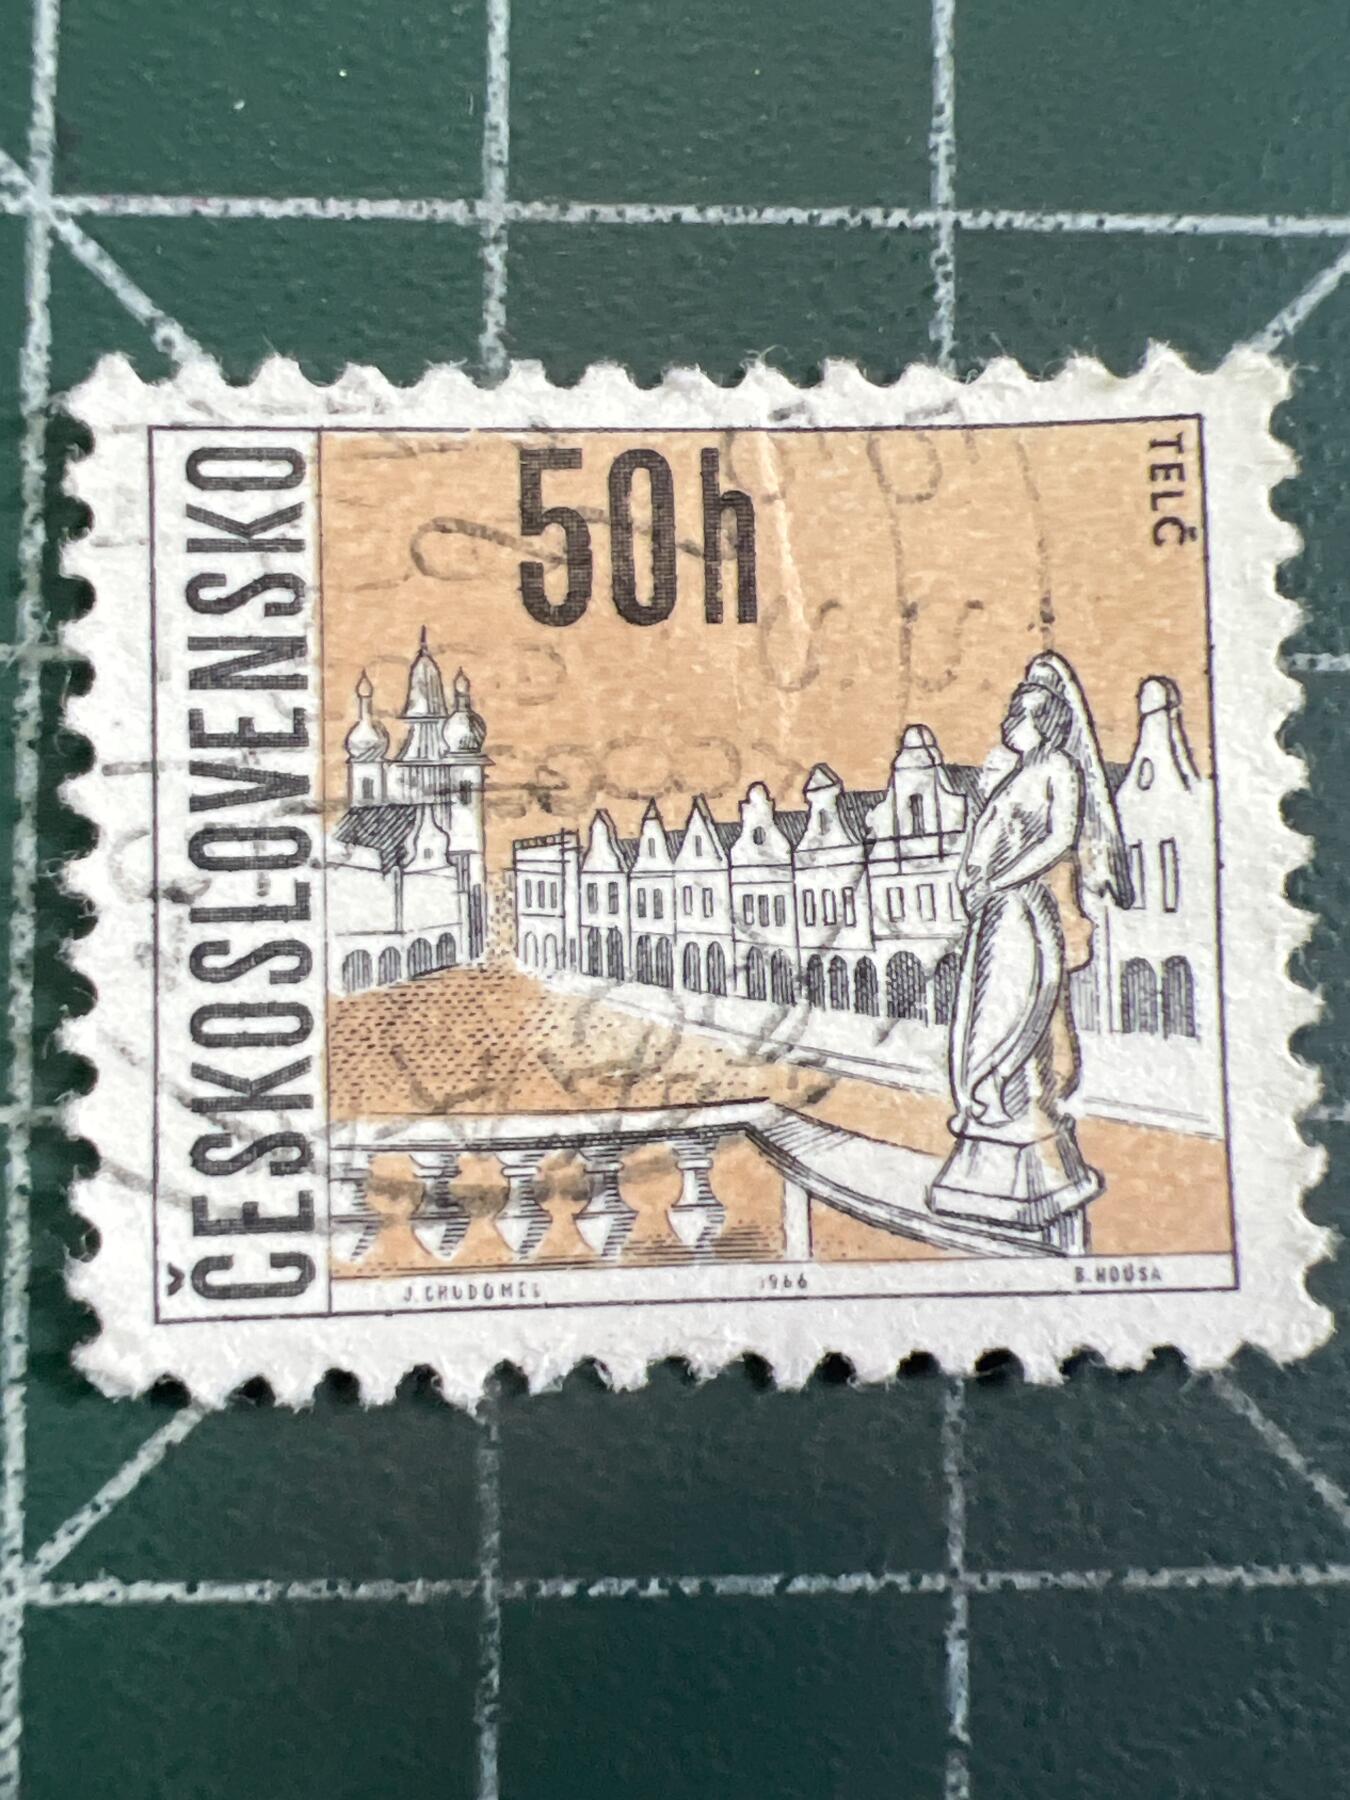 ČESKOSLOVENSKO
50h
TELČ
J. CHUDOMEL
1966
B. HOUSA